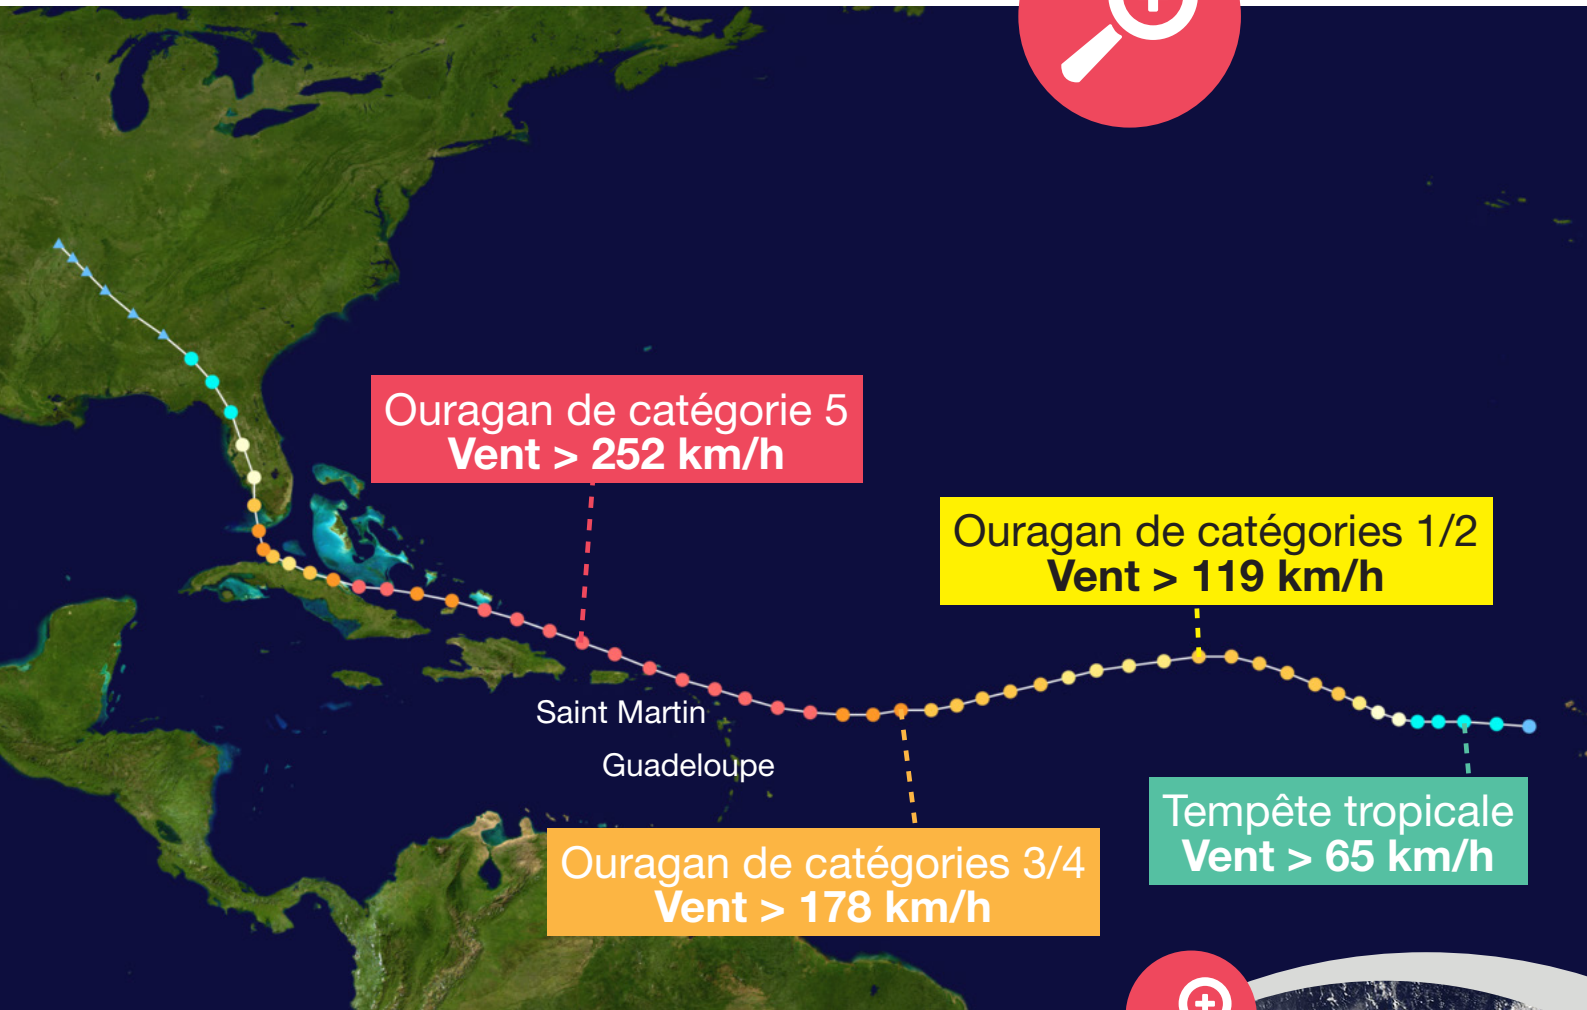 Ouragan de catégorie 5
Vent > 252 km/h
Ouragan de catégories 1/2
Vent > 119 km/h
Saint Martin
Guadeloupe
Tempête tropicale
Vent > 65 km/h
Ouragan de catégories 3/4
Vent > 178 km/h